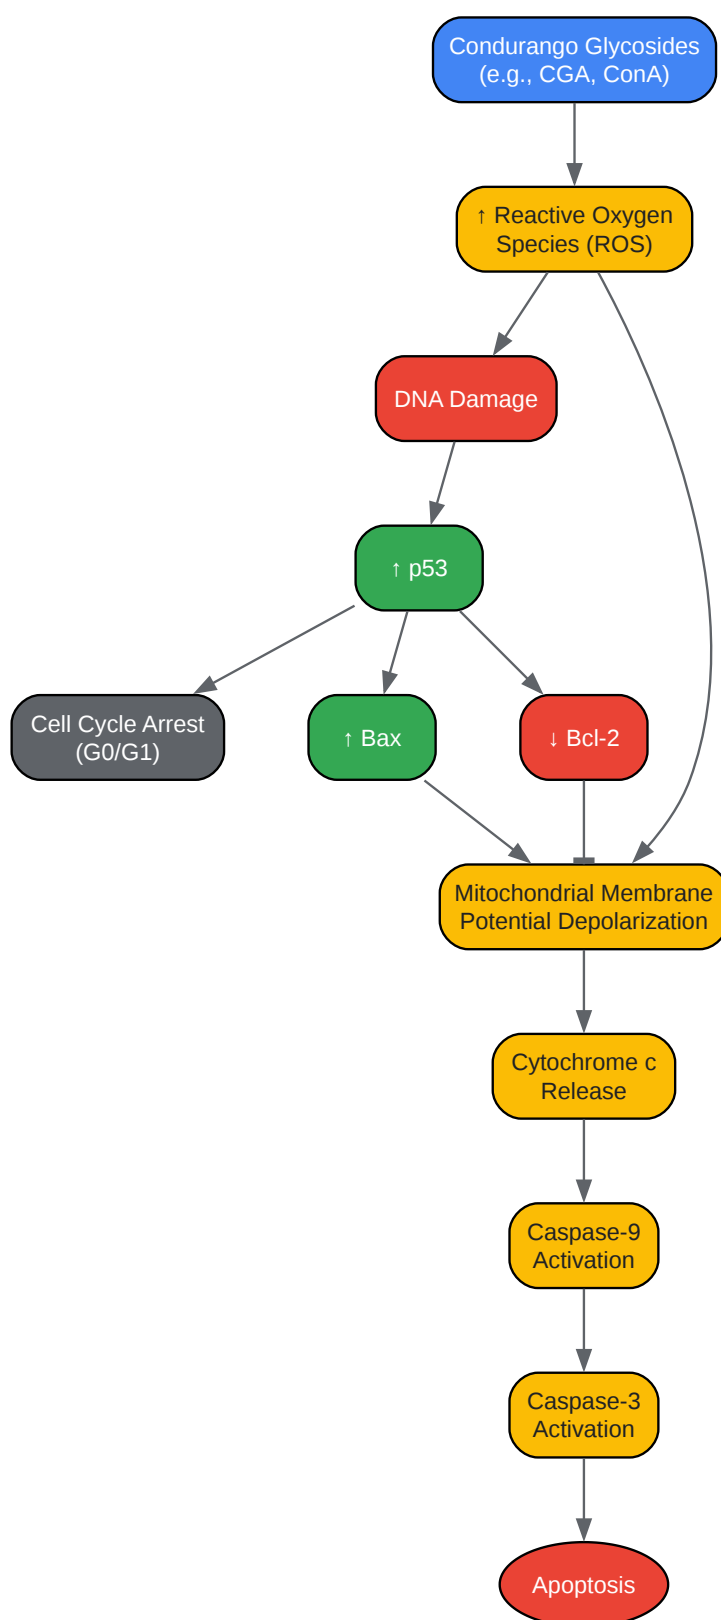 Condurango Glycosides
(e.g., CGA, ConA)
↑ Reactive Oxygen
Species (ROS)
DNA Damage
↑ p53
Cell Cycle Arrest
(G0/G1)
↑ Bax
↓ Bcl-2
Mitochondrial Membrane
Potential Depolarization
Cytochrome c
Release
Caspase-9
Activation
Caspase-3
Activation
Apoptosis